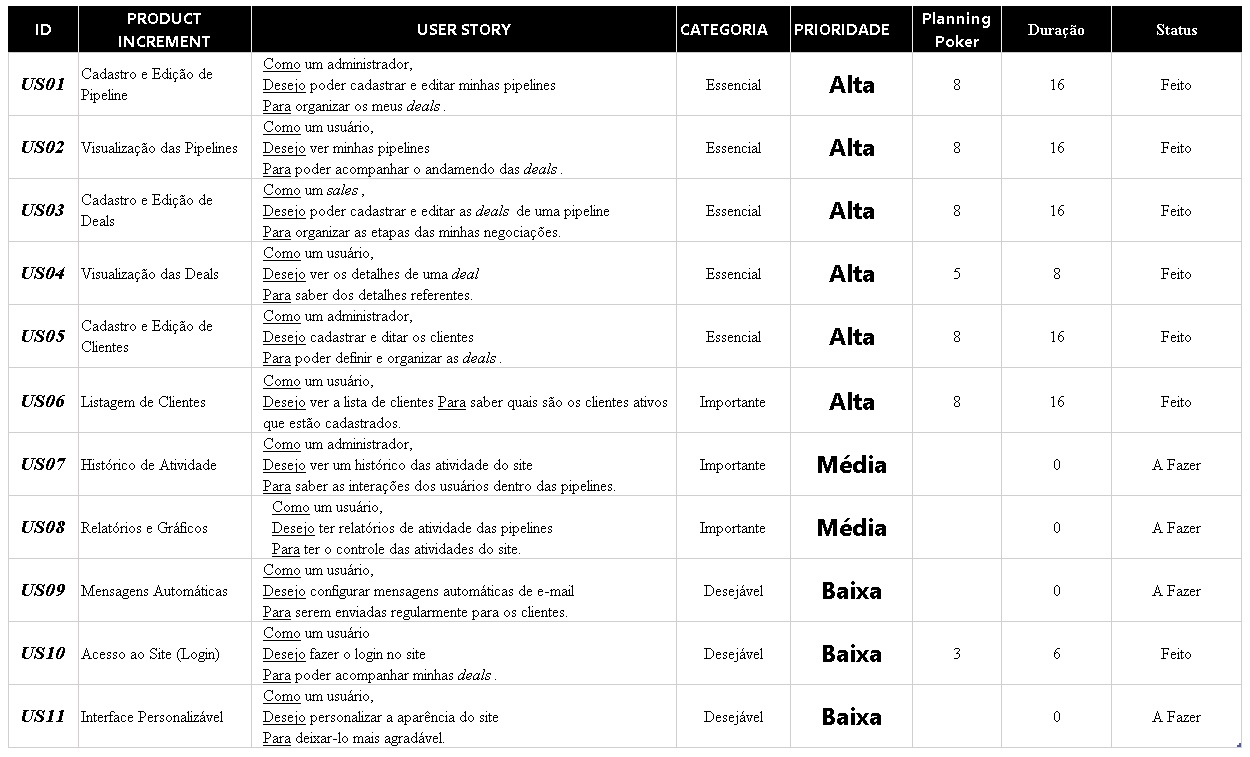 ID PRODUCT INCREMENT USER STORY CATEGORIA PRIORIDADE Planning Poker Duração Status
US01 Cadastro e Edição de Pipeline
Como um administrador,
Desejo poder cadastrar e editar minhas pipelines
Para organizar os meus deals .
Essencial Alta 8 16 Feito
US02 Visualização das Pipelines
Como um usuário,
Desejo ver minhas pipelines
Para poder acompanhar o andamendo das deals .
Essencial Alta 8 16 Feito
US03 Cadastro e Edição de Deals
Como um sales ,
Desejo poder cadastrar e editar as deals de uma pipeline
Para organizar as etapas das minhas negociações.
Essencial Alta 8 16 Feito
US04 Visualização das Deals
Como um usuário,
Desejo ver os detalhes de uma deal
Para saber dos detalhes referentes.
Essencial Alta 5 8 Feito
US05 Cadastro e Edição de Clientes
Como um administrador,
Desejo cadastrar e ditar os clientes
Para poder definir e organizar as deals .
Essencial Alta 8 16 Feito
US06 Listagem de Clientes
Como um usuário,
Desejo ver a lista de clientes Para saber quais são os clientes ativos
que estão cadastrados.
Importante Alta 8 16 Feito
US07 Histórico de Atividade
Como um administrador,
Desejo ver um histórico das atividade do site
Para saber as interações dos usuários dentro das pipelines.
Importante Média 0 A Fazer
US08 Relatórios e Gráficos
Como um usuário,
Desejo ter relatórios de atividade das pipelines
Para ter o controle das atividades do site.
Importante Média 0 A Fazer
US09 Mensagens Automáticas
Como um usuário,
Desejo configurar mensagens automáticas de e-mail
Para serem enviadas regularmente para os clientes.
Desejável Baixa 0 A Fazer
US10 Acesso ao Site (Login)
Como um usuário
Desejo fazer o login no site
Para poder acompanhar minhas deals .
Desejável Baixa 3 6 Feito
US11 Interface Personalizável
Como um usuário,
Desejo personalizar a aparência do site
Para deixar-lo mais agradável.
Desejável Baixa 0 A Fazer